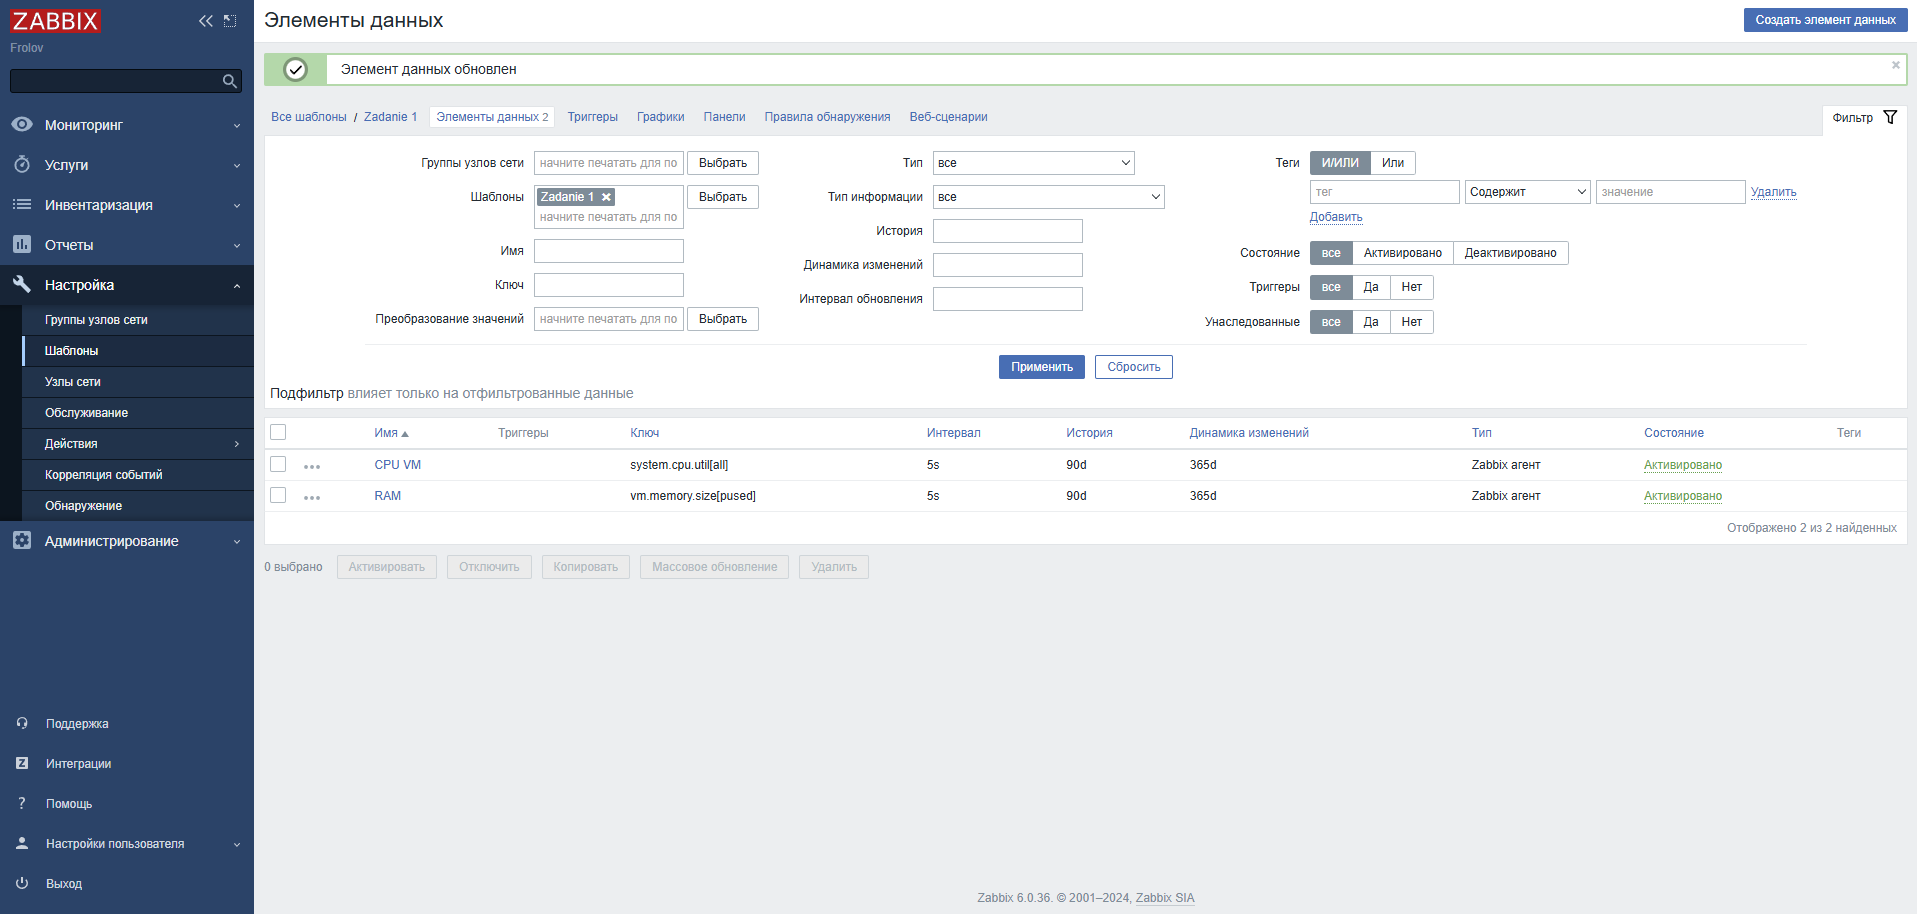 ZABBIX
Frolov
Мониторинг
Услуги
Инвентаризация
Отчеты
Настройка
Группы узлов сети
Шаблоны
Узлы сети
Обслуживание
Действия
Корреляция событий
Обнаружение
Администрирование
Поддержка
Z Интеграции
? Помощь
Настройки пользователя
Выход
Элементы данных
Создать элемент данных
Элемент данных обновлен
Все шаблоны / Zadanie 1 Элементы данных 2 Триггеры Графики Панели Правила обнаружения Веб-сценарии
Фильтр
Группы узлов сети начните печатать для по Выбрать
Шаблоны Zadanie 1 Выбрать
начните печатать для по
Имя
Ключ
Преобразование значений начните печатать для по Выбрать
Тип все
Тип информации все
История
Динамика изменений
Интервал обновления
Теги И/ИЛИ Или
тег Содержит значение Удалить
Добавить
Состояние все Активировано Деактивировано
Триггеры все Да Нет
Унаследованные все Да Нет
Применить Сбросить
Подфильтр влияет только на отфильтрованные данные
Имя Триггеры Ключ Интервал История Динамика изменений Тип Состояние Теги
CPU VM system.cpu.util[all] 5s 90d 365d Zabbix агент Активировано
RAM vm.memory.size[pused] 5s 90d 365d Zabbix агент Активировано
Отображено 2 из 2 найденных
0 выбрано Активировать Отключить Копировать Массовое обновление Удалить
Zabbix 6.0.36. © 2001–2024, Zabbix SIA